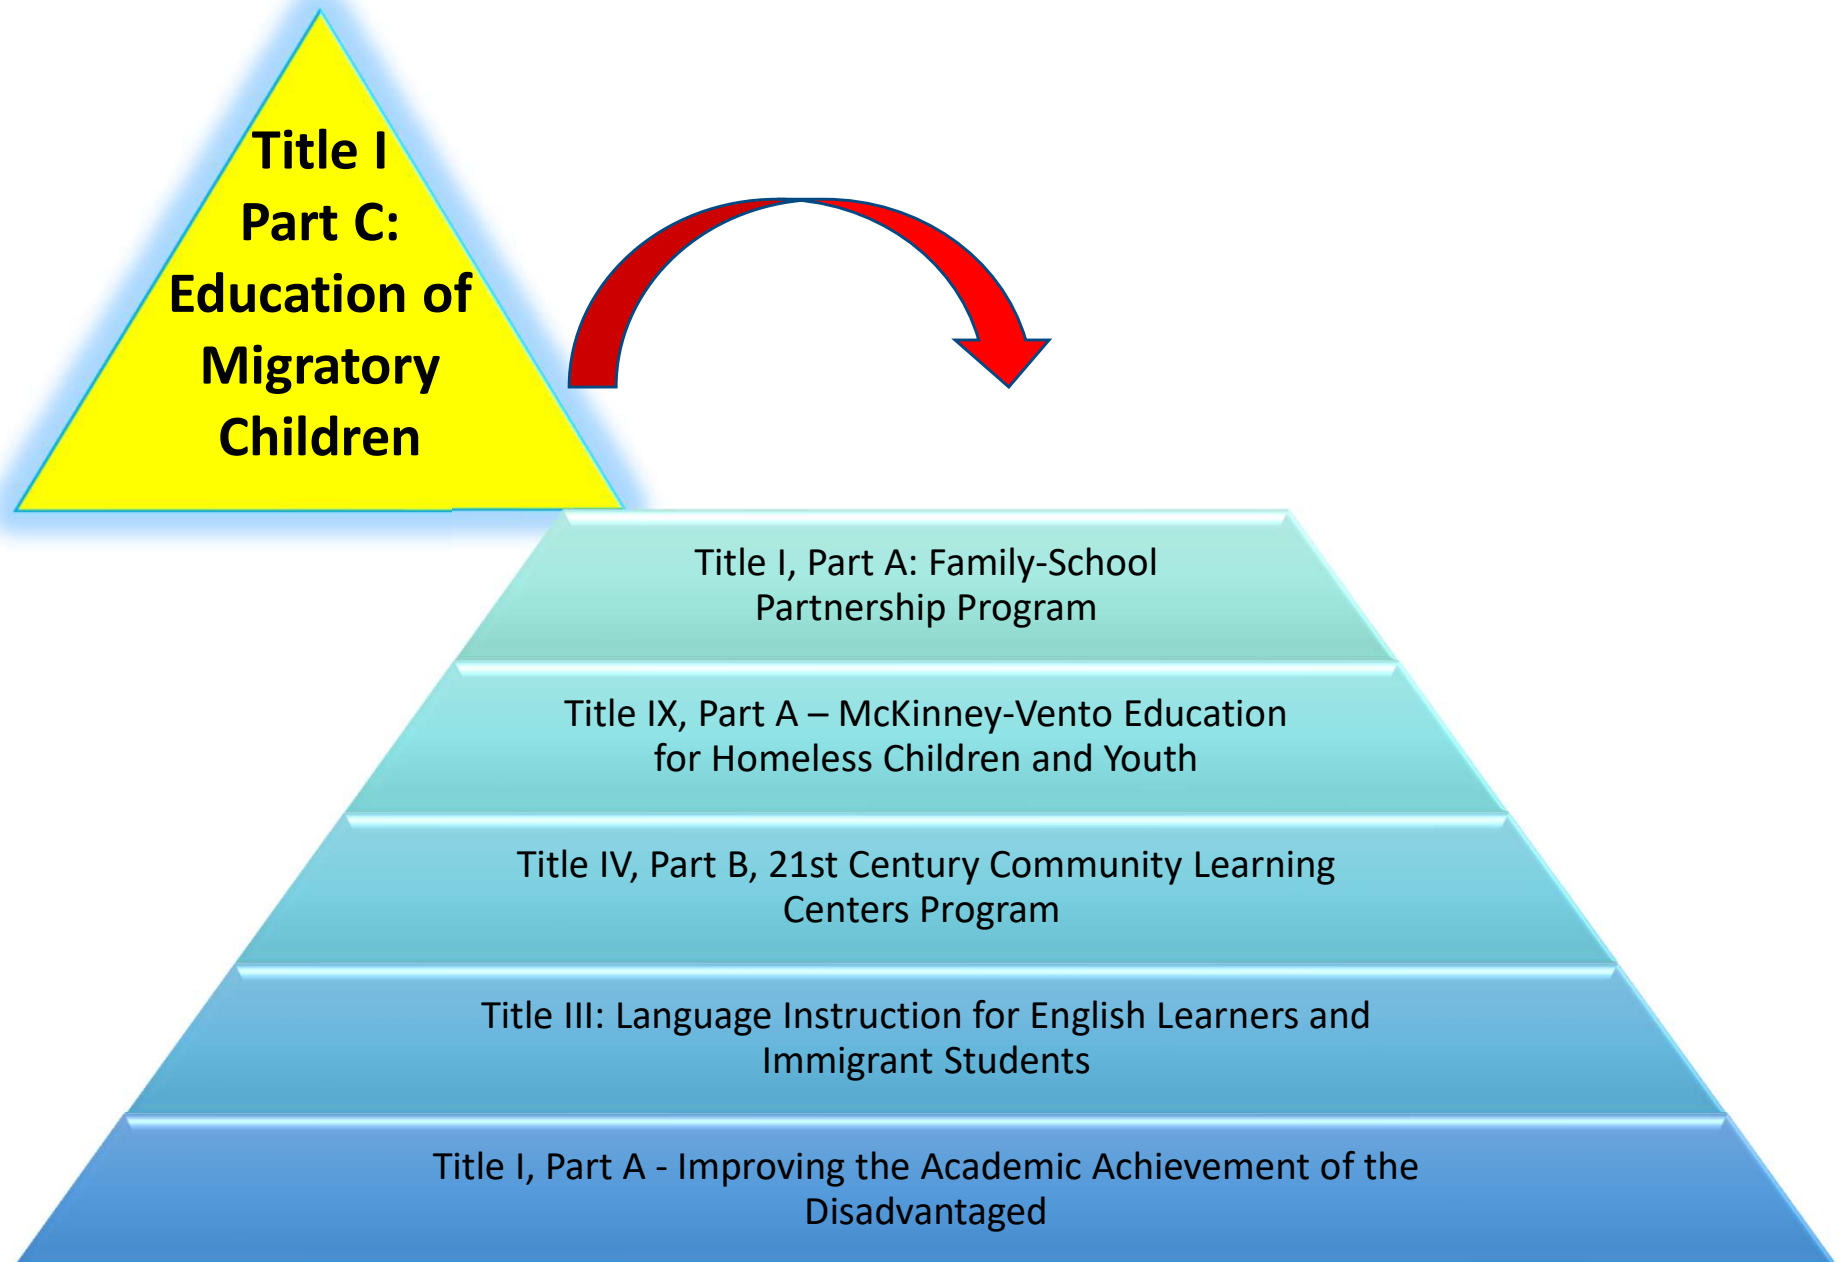 Title I
Part C:
Education of
Migratory
Children
Title I, Part A: Family-School
Partnership Program
Title IX, Part A – McKinney-Vento Education
for Homeless Children and Youth
Title IV, Part B, 21st Century Community Learning
Centers Program
Title III: Language Instruction for English Learners and
Immigrant Students
Title I, Part A - Improving the Academic Achievement of the
Disadvantaged